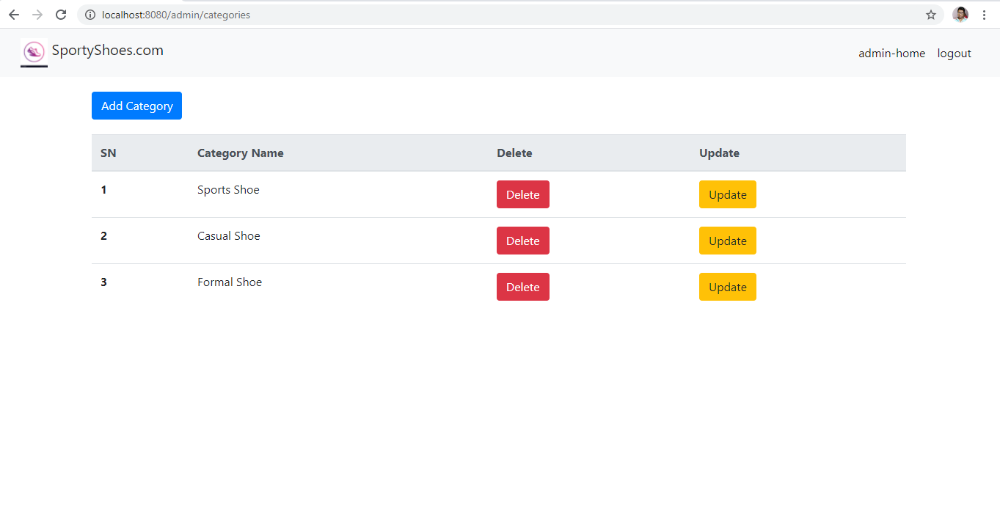 localhost:8080/admin/categories
SportyShoes.com admin-home logout
Add Category
SN Category Name Delete Update
1 Sports Shoe Delete Update
2 Casual Shoe Delete Update
3 Formal Shoe Delete Update